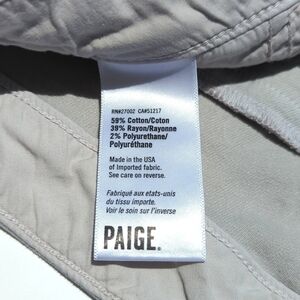 RN#27002 CA#51217
59% Cotton/Coton
39% Rayon/Rayonne
2% Polyurethane/
Polyuréthane
Made in the USA
of Imported fabric.
See care on reverse.
Fabriqué aux etats-unis
du tissu importe.
Voir le soin sur l'inverse
PAIGE.